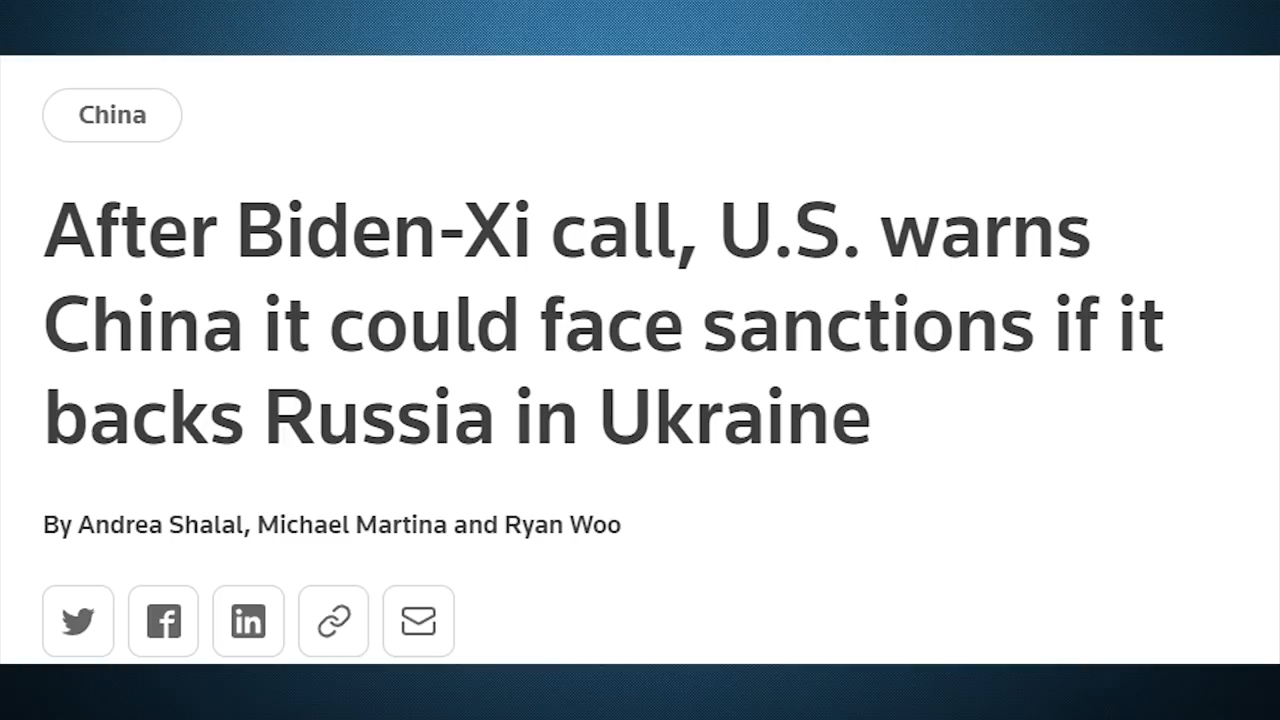 China
After Biden-Xi call, U.S. warns
China it could face sanctions if it
backs Russia in Ukraine
By Andrea Shalal, Michael Martina and Ryan Woo